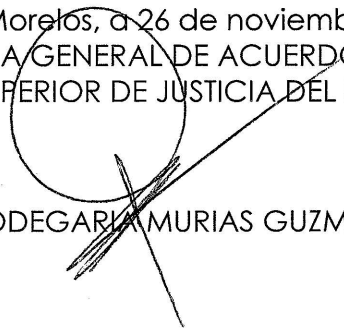 Morelos, a 26 de noviemb
A GENERAL DE ACUERDO
PERIOR DE JUSTICIA DEL
ODEGARIA MURIAS GUZM